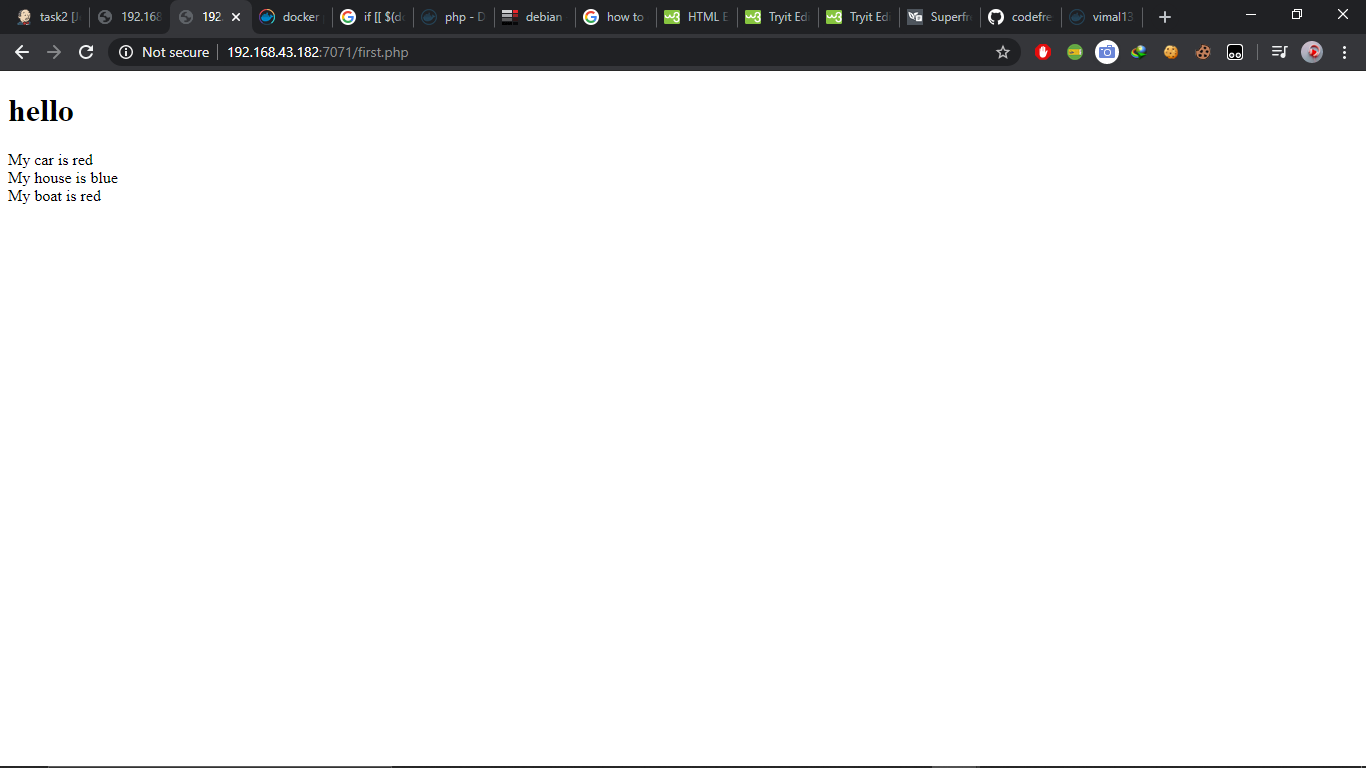 task2 [J
192.168
192
docker
if [[ $(d
php - D
debian
how to
HTML E
Tryit Edi
Tryit Edi
Superfr
codefre
vimal13
Not secure
192.168.43.182:7071/first.php
hello
My car is red
My house is blue
My boat is red